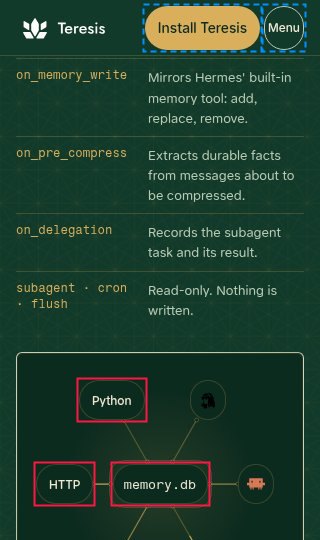 Teresis
Install Teresis
Menu
on_memory_write
Mirrors Hermes' built-in
memory tool: add,
replace, remove.
on_pre_compress
Extracts durable facts
from messages about to
be compressed.
on_delegation
Records the subagent
task and its result.
subagent · cron
· flush
Read-only. Nothing is
written.
Python
HTTP
memory.db